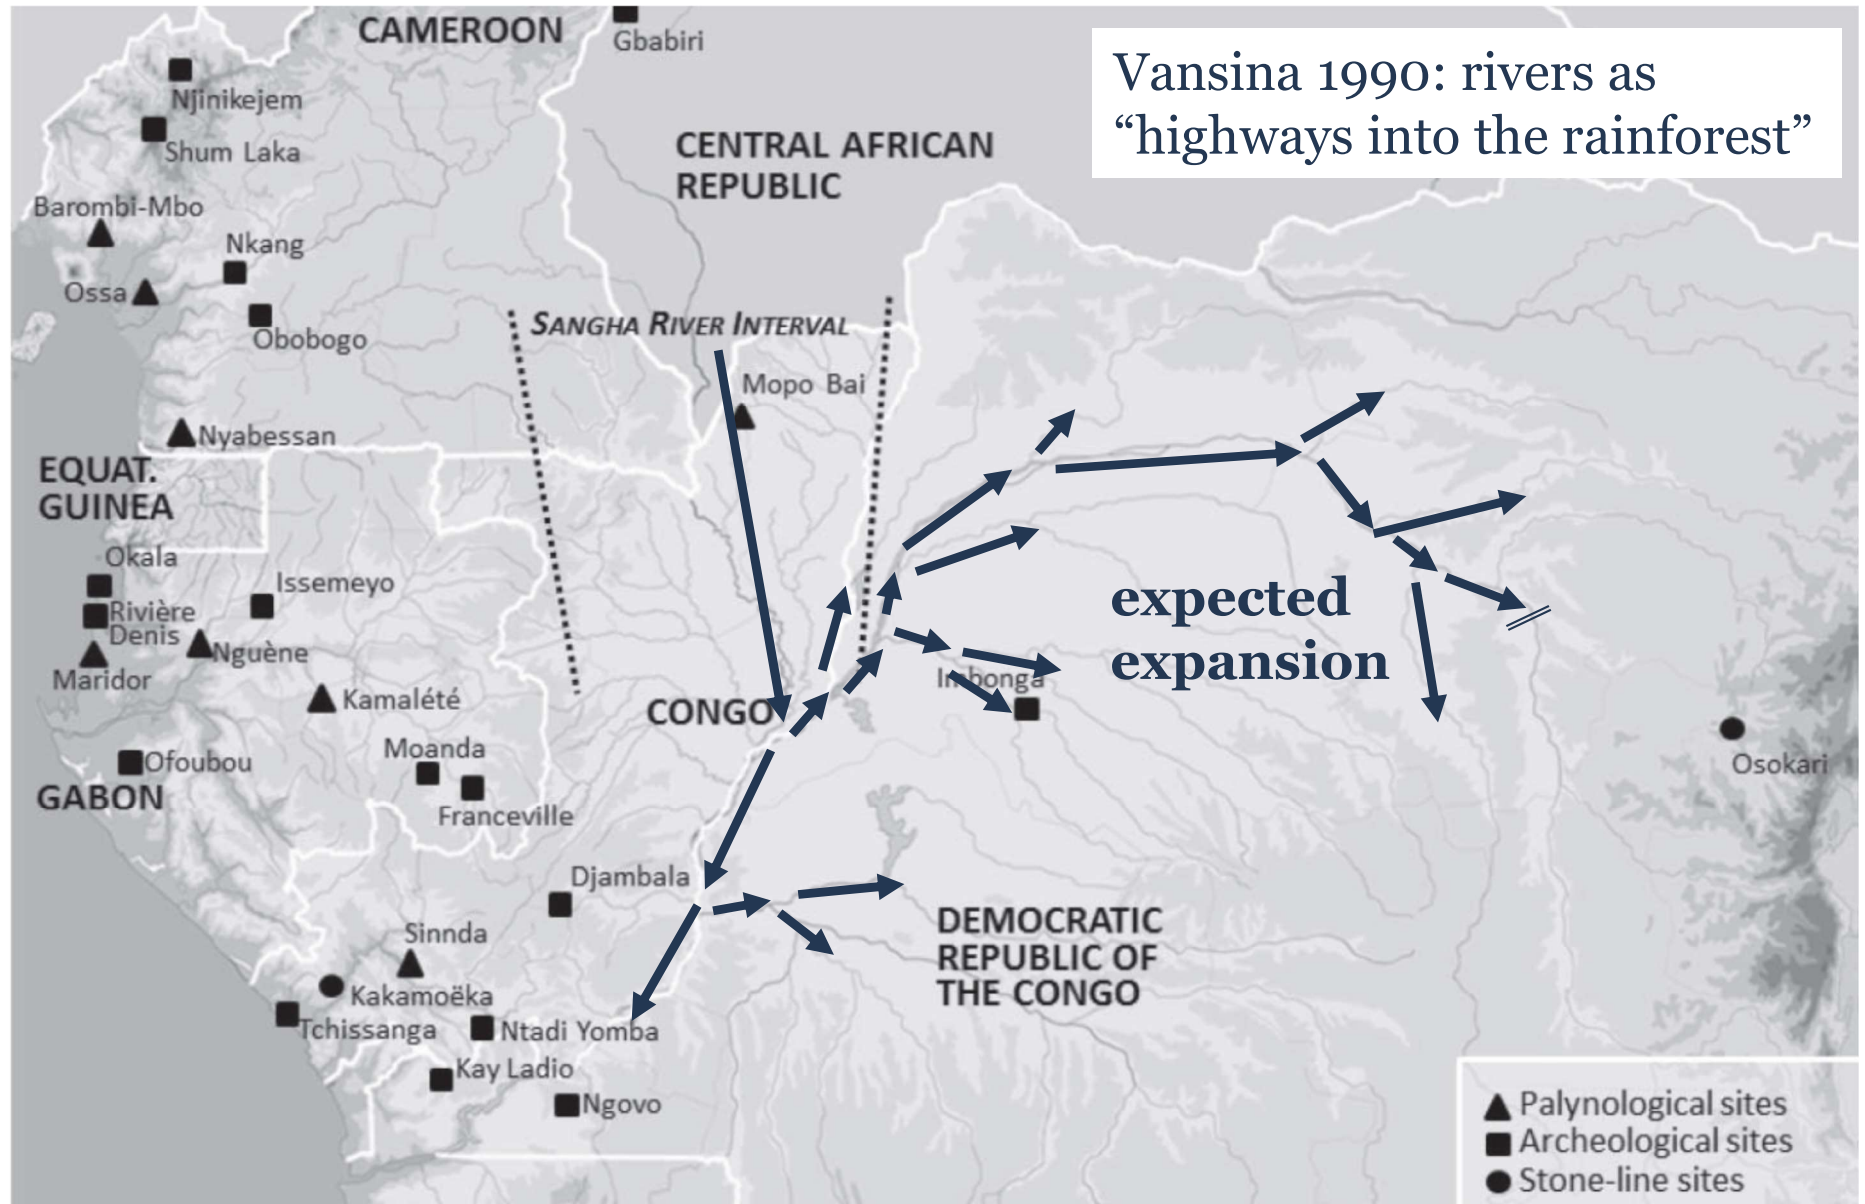 CAMEROON
Gbabiri
Njinikejem
Shum Laka
Vansina 1990: rivers as
“highways into the rainforest”
CENTRAL AFRICAN
REPUBLIC
Barombi-Mbo
Nkang
Ossa
Obobogo
SANGHA RIVER INTERVAL
Mopo Bai
Nyabessan
EQUAT.
GUINEA
Okala
Issemeyo
Rivière
Denis
Nguène
Maridor
Kamalété
expected
expansion
Imbonga
CONGO
Moanda
Ofoubou
GABON
Franceville
Osokari
Djambala
Sinnda
DEMOCRATIC
REPUBLIC OF
THE CONGO
Kakamoëka
Tchissanga
Ntadi Yomba
Kay Ladio
Ngovo
Palynological sites
Archeological sites
Stone-line sites